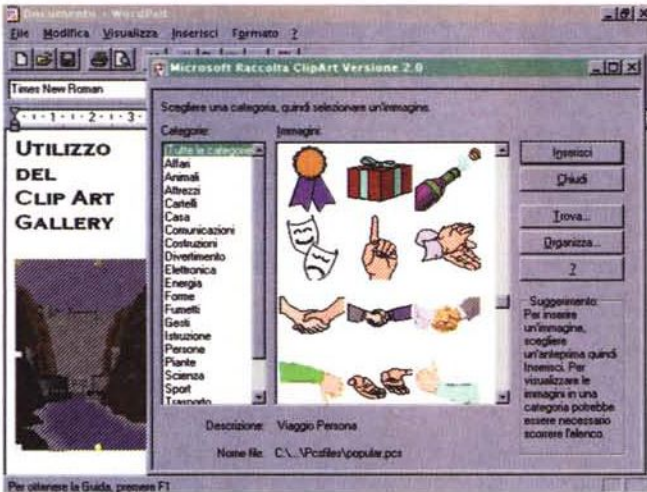 Documento - WordPad
File Modifica Visualizza Inserisci Formato ?
Microsoft Raccolta ClipArt Versione 2.0
Times New Roman
Scegliere una categoria, quindi selezionare un'immagine.
1 2 3
Categorie:
Immagini:
UTILIZZO
DEL
CLIP ART
GALLERY
(Tutte le categorie
Affari
Animali
Attrezzi
Cartelli
Casa
Comunicazioni
Costruzioni
Divertimento
Elettronica
Energia
Forme
Fumetti
Gesti
Istruzione
Persone
Piante
Scienza
Sport
Trasporto
Inserisci
Chiudi
Trova...
Organizza...
?
Suggerimento:
Per inserire
un'immagine,
scegliere
un'anteprima quindi
Inserisci. Per
visualizzare le
immagini in una
categoria potrebbe
essere necessario
scorrere l'elenco.
Descrizione: Viaggio Persona
Nome file: C:\...\Pcsfiles\popular.pcs
Per ottenere la Guida, premere F1